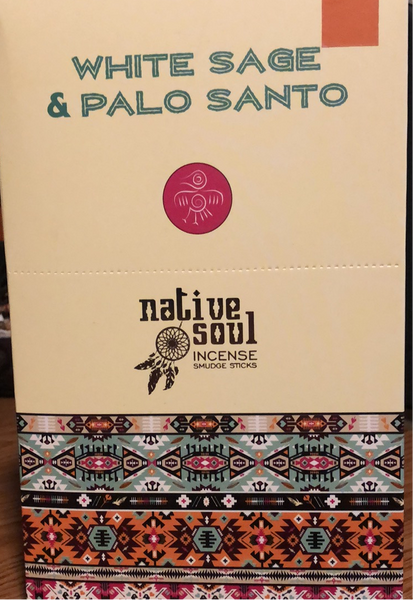 WHITE SAGE
& PALO SANTO
native
soul
INCENSE
SMUDGE STICKS